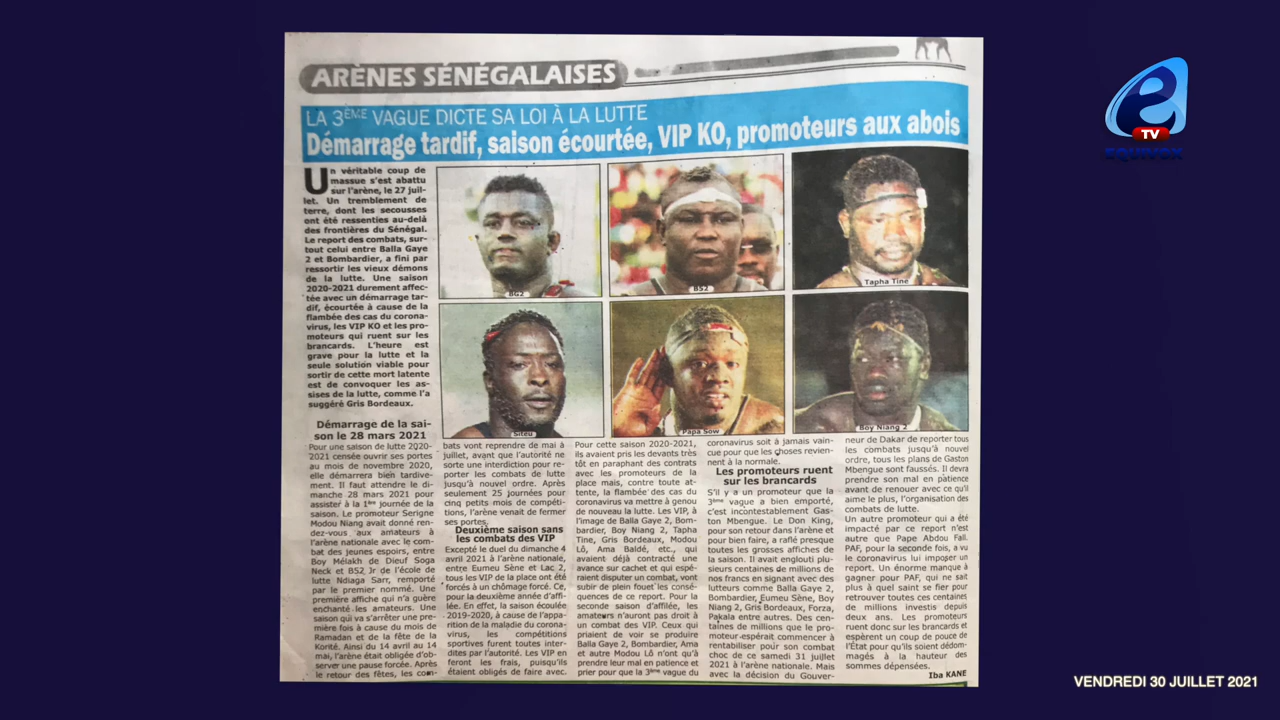 ARÈNES SÉNÉGALAISES
LA 3ÈME VAGUE DICTE SA LOI À LA LUTTE
Démarrage tardif, saison écourtée, VIP KO, promoteurs aux abois
Un véritable coup de
massue s'est abattu
sur l'arène, le 27 juil-
let. Un tremblement de
terre, dont les secousses
ont été ressenties au-delà
des frontières du Sénégal.
Le report des combats, sur-
tout celui entre Balla Gaye
2 et Bombardier, a fini par
ressortir les vieux démons
de la lutte. Une saison
2020-2021 durement affec-
tée avec un démarrage tar-
dif, écourtée à cause de la
flambée des cas du corona-
virus, les VIP KO et les pro-
moteurs qui ruent sur les
brancards. L'heure est
grave pour la lutte et la
seule solution viable pour
sortir de cette mort latente
est de convoquer les as-
sises de la lutte, comme l'a
suggéré Gris Bordeaux.
BG2
BS2
Tapha Tine
Siteu
Papa Sow
Boy Niang 2
Démarrage de la sai-
son le 28 mars 2021
Pour une saison de lutte 2020-
2021 censée ouvrir ses portes
au mois de novembre 2020,
elle démarrera bien tardive-
ment. Il faut attendre le di-
manche 28 mars 2021 pour
assister à la 1ère journée de la
saison. Le promoteur Serigne
Modou Niang avait donné ren-
dez-vous aux amateurs à
l'arène nationale avec le com-
bat des jeunes espoirs, entre
Boy Mélakh de Dieuf Soga
Neck et BS2 Jr de l'école de
lutte Ndiaga Sarr, remporté
par le premier nommé. Une
première affiche qui n'a guère
enchanté les amateurs. Une
saison qui va s'arrêter une pre-
mière fois à cause du mois de
Ramadan et de la fête de la
Korité. Ainsi du 14 avril au 14
mai, l'arène était obligée d'ob-
server une pause forcée. Après
le retour des fêtes, les com-
bats vont reprendre de mai à
juillet, avant que l'autorité ne
sorte une interdiction pour re-
porter les combats de lutte
jusqu'à nouvel ordre. Après
seulement 25 journées pour
cinq petits mois de compéti-
tions, l'arène venait de fermer
ses portes.
Deuxième saison sans
les combats des VIP
Excepté le duel du dimanche 4
avril 2021 à l'arène nationale,
entre Eumeu Sène et Lac 2,
tous les VIP de la place ont été
forcés à un chômage forcé. Ce,
pour la deuxième année d'affi-
lée. En effet, la saison écoulée
2019-2020, à cause de l'appa-
rition de la maladie du corona-
virus, les compétitions
sportives furent toutes inter-
dites par l'autorité. Les VIP en
feront les frais, puisqu'ils
étaient obligés de faire avec.
Pour cette saison 2020-2021,
ils avaient pris les devants très
tôt en paraphant des contrats
avec les promoteurs de la
place mais, contre toute at-
tente, la flambée des cas du
coronavirus va mettre à genou
de nouveau la lutte. Les VIP, à
l'image de Balla Gaye 2, Bom-
bardier, Boy Niang 2, Tapha
Tine, Gris Bordeaux, Modou
Lô, Ama Baldé, etc., qui
avaient déjà contracté une
avance sur cachet et qui espé-
raient disputer un combat, vont
subir de plein fouet les consé-
quences de ce report. Pour la
seconde saison d'affilée, les
amateurs n'auront pas droit à
un combat des VIP. Ceux qui
priaient de voir se produire
Balla Gaye 2, Bombardier, Ama
et autre Modou Lô n'ont qu'à
prendre leur mal en patience et
prier pour que la 3ème vague du
coronavirus soit à jamais vain-
cue pour que les choses revien-
nent à la normale.
Les promoteurs ruent
sur les brancards
S'il y a un promoteur que la
3ème vague a bien emporté,
c'est incontestablement Gas-
ton Mbengue. Le Don King,
pour son retour dans l'arène et
pour bien faire, a raflé presque
toutes les grosses affiches de
la saison. Il avait englouti plu-
sieurs centaines de millions de
nos francs en signant avec des
lutteurs comme Balla Gaye 2,
Bombardier, Eumeu Sène, Boy
Niang 2, Gris Bordeaux, Forza,
Pakala entre autres. Des cen-
taines de millions que le pro-
moteur espérait commencer à
rentabiliser pour son combat
choc de ce samedi 31 juillet
2021 à l'arène nationale. Mais
avec la décision du Gouver-
neur de Dakar de reporter tous
les combats jusqu'à nouvel
ordre, tous les plans de Gaston
Mbengue sont faussés. Il devra
prendre son mal en patience
avant de renouer avec ce qu'il
aime le plus, l'organisation des
combats de lutte.
Un autre promoteur qui a été
impacté par ce report n'est
autre que Pape Abdou Fall.
PAF, pour la seconde fois, a vu
le coronavirus lui imposer un
report. Un énorme manque à
gagner pour PAF, qui ne sait
plus à quel saint se fier pour
retrouver toutes ces centaines
de millions investis depuis
deux ans. Les promoteurs
ruent donc sur les brancards et
espèrent un coup de pouce de
l'État pour qu'ils soient dédom-
magés à la hauteur des
sommes dépensées.
Iba KANE
e
TV
EQUINOX
VENDREDI 30 JUILLET 2021